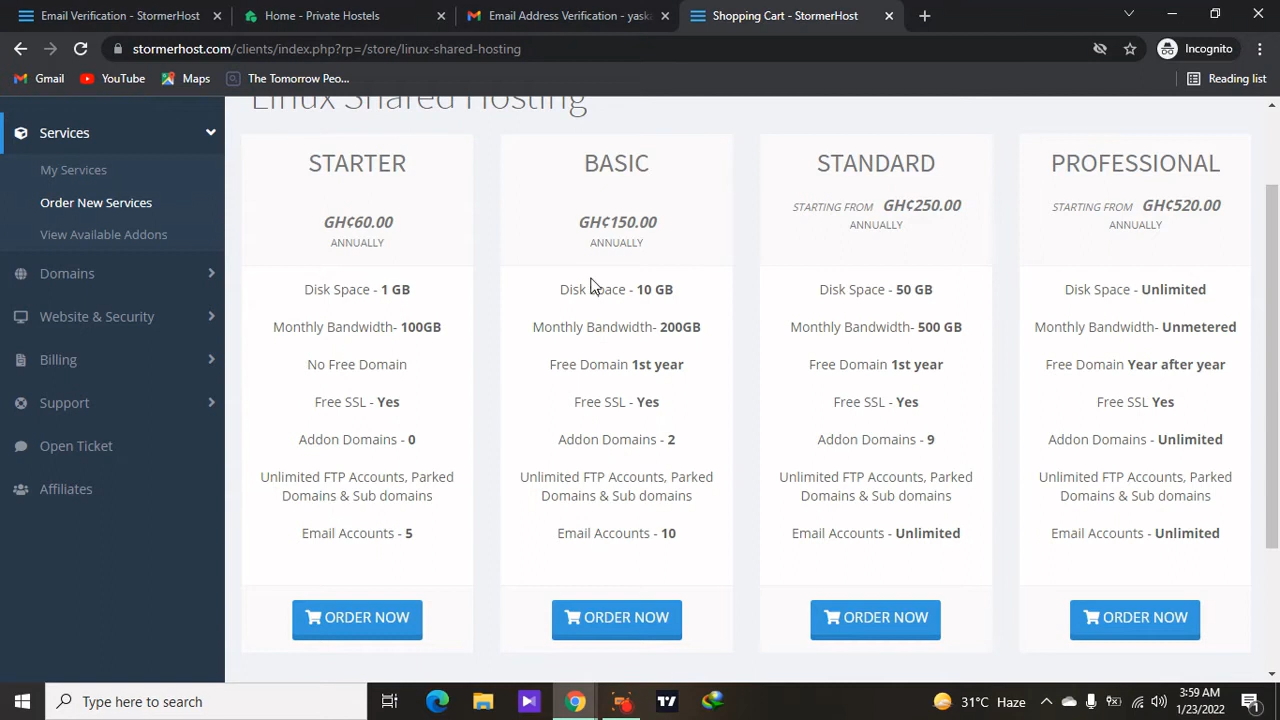 Email Verification - StormerHost
Home - Private Hostels
Email Address Verification - yaska
Shopping Cart - StormerHost
stormerhost.com/clients/index.php?rp=/store/linux-shared-hosting
Incognito
Gmail
YouTube
Maps
The Tomorrow Peo...
Reading list
Services
My Services
Order New Services
View Available Addons
Domains
Website & Security
Billing
Support
Open Ticket
Affiliates
Linux Shared Hosting
STARTER
GH¢60.00
ANNUALLY
Disk Space - 1 GB
Monthly Bandwidth- 100GB
No Free Domain
Free SSL - Yes
Addon Domains - 0
Unlimited FTP Accounts, Parked
Domains & Sub domains
Email Accounts - 5
ORDER NOW
BASIC
GH¢150.00
ANNUALLY
Disk Space - 10 GB
Monthly Bandwidth- 200GB
Free Domain 1st year
Free SSL - Yes
Addon Domains - 2
Unlimited FTP Accounts, Parked
Domains & Sub domains
Email Accounts - 10
ORDER NOW
STANDARD
STARTING FROM GH¢250.00
ANNUALLY
Disk Space - 50 GB
Monthly Bandwidth- 500 GB
Free Domain 1st year
Free SSL - Yes
Addon Domains - 9
Unlimited FTP Accounts, Parked
Domains & Sub domains
Email Accounts - Unlimited
ORDER NOW
PROFESSIONAL
STARTING FROM GH¢520.00
ANNUALLY
Disk Space - Unlimited
Monthly Bandwidth- Unmetered
Free Domain Year after year
Free SSL Yes
Addon Domains - Unlimited
Unlimited FTP Accounts, Parked
Domains & Sub domains
Email Accounts - Unlimited
ORDER NOW
Type here to search
31°C Haze
3:59 AM
1/23/2022
1